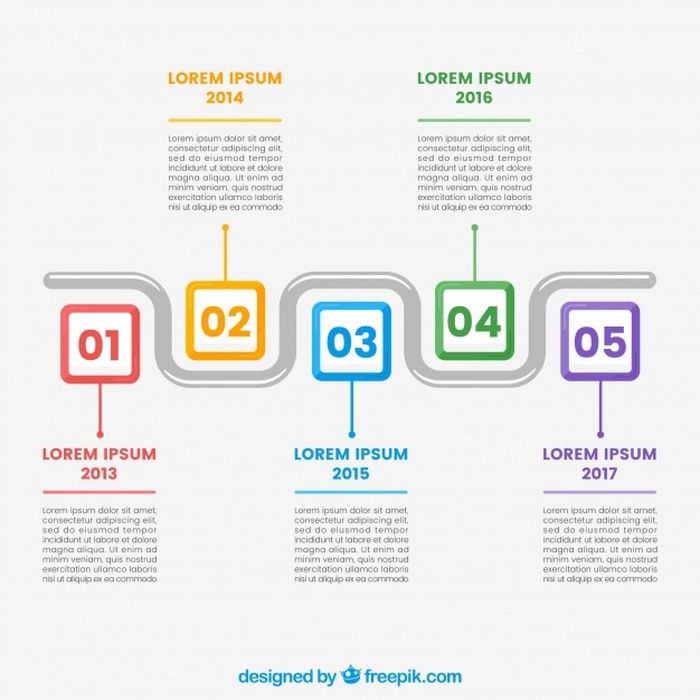 LOREM IPSUM
2014
Lorem ipsum dolor sit amet,
consectetur adipiscing elit,
sed do eiusmod tempor
incididunt ut labore et dolore
magna aliqua. Ut enim ad
minim veniam, quis nostrud
exercitation ullamco laboris
nisi ut aliquip ex ea commodo
LOREM IPSUM
2016
Lorem ipsum dolor sit amet,
consectetur adipiscing elit,
sed do eiusmod tempor
incididunt ut labore et dolore
magna aliqua. Ut enim ad
minim veniam, quis nostrud
exercitation ullamco laboris
nisi ut aliquip ex ea commodo
01
02
03
04
05
LOREM IPSUM
2013
Lorem ipsum dolor sit amet,
consectetur adipiscing elit,
sed do eiusmod tempor
incididunt ut labore et dolore
magna aliqua. Ut enim ad
minim veniam, quis nostrud
exercitation ullamco laboris
nisi ut aliquip ex ea commodo
LOREM IPSUM
2015
Lorem ipsum dolor sit amet,
consectetur adipiscing elit,
sed do eiusmod tempor
incididunt ut labore et dolore
magna aliqua. Ut enim ad
minim veniam, quis nostrud
exercitation ullamco laboris
nisi ut aliquip ex ea commodo
LOREM IPSUM
2017
Lorem ipsum dolor sit amet,
consectetur adipiscing elit,
sed do eiusmod tempor
incididunt ut labore et dolore
magna aliqua. Ut enim ad
minim veniam, quis nostrud
exercitation ullamco laboris
nisi ut aliquip ex ea commodo
designed by freepik.com